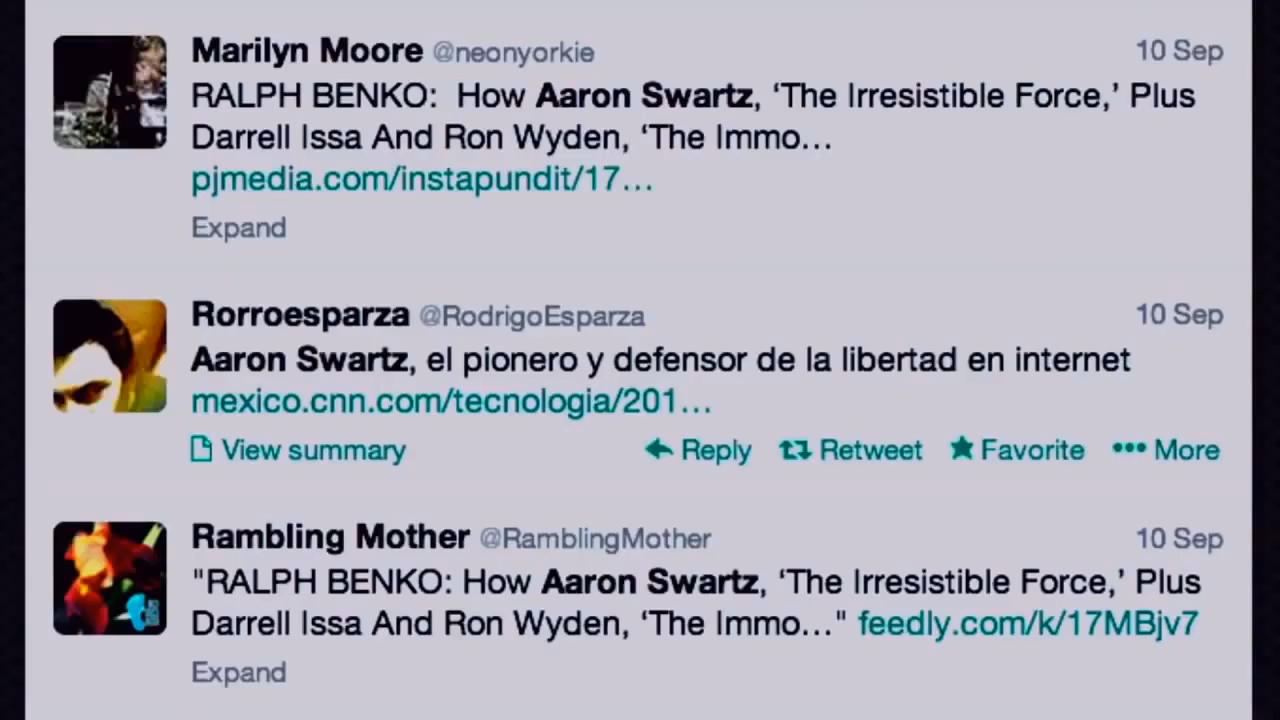 Marilyn Moore @neonyorkie 10 Sep
RALPH BENKO: How Aaron Swartz, ‘The Irresistible Force,’ Plus
Darrell Issa And Ron Wyden, ‘The Immo...
pjmedia.com/instapundit/17...
Expand
Rorroesparza @RodrigoEsparza 10 Sep
Aaron Swartz, el pionero y defensor de la libertad en internet
mexico.cnn.com/tecnologia/201...
View summary Reply Retweet Favorite More
Rambling Mother @RamblingMother 10 Sep
"RALPH BENKO: How Aaron Swartz, ‘The Irresistible Force,’ Plus
Darrell Issa And Ron Wyden, ‘The Immo..." feedly.com/k/17MBjv7
Expand